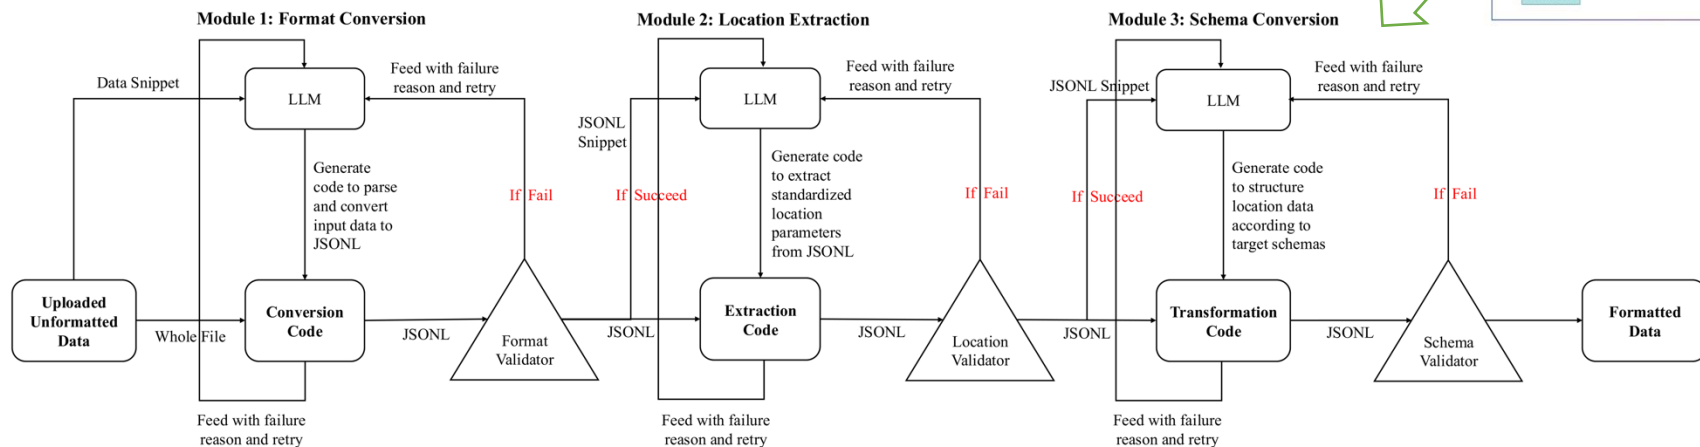 Module 1: Format Conversion
Module 2: Location Extraction
Module 3: Schema Conversion
Data Snippet
LLM
Feed with failure
reason and retry
Generate
code to parse
and convert
input data to
JSONL
If Fail
Uploaded
Unformatted
Data
Whole File
Conversion
Code
JSONL
Format
Validator
Feed with failure
reason and retry
JSONL
Snippet
If Succeed
LLM
Feed with failure
reason and retry
Generate code
to extract
standardized
location
parameters
from JSONL
If Fail
JSONL
Extraction
Code
JSONL
Location
Validator
Feed with failure
reason and retry
JSONL Snippet
If Succeed
LLM
Feed with failure
reason and retry
Generate code
to structure
location data
according to
target schemas
If Fail
JSONL
Transformation
Code
JSONL
Schema
Validator
Formatted
Data
Feed with failure
reason and retry